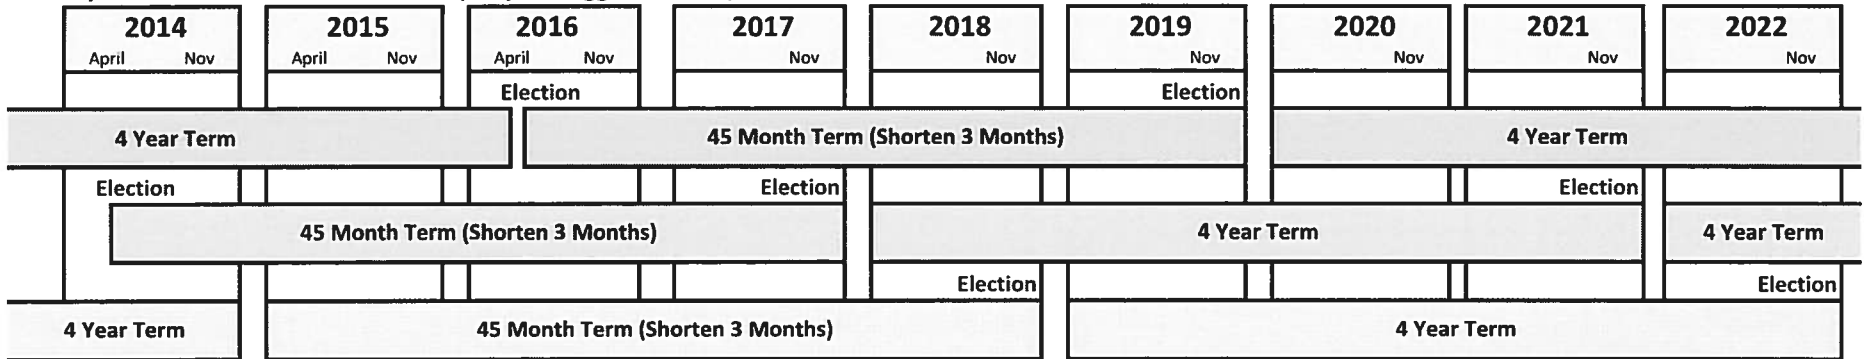 2014 2015 2016 2017 2018 2019 2020 2021 2022
April Nov April Nov April Nov Nov Nov Nov Nov Nov Nov
Election Election
4 Year Term 45 Month Term (Shorten 3 Months) 4 Year Term
Election Election Election
45 Month Term (Shorten 3 Months) 4 Year Term 4 Year Term
Election Election
4 Year Term 45 Month Term (Shorten 3 Months) 4 Year Term